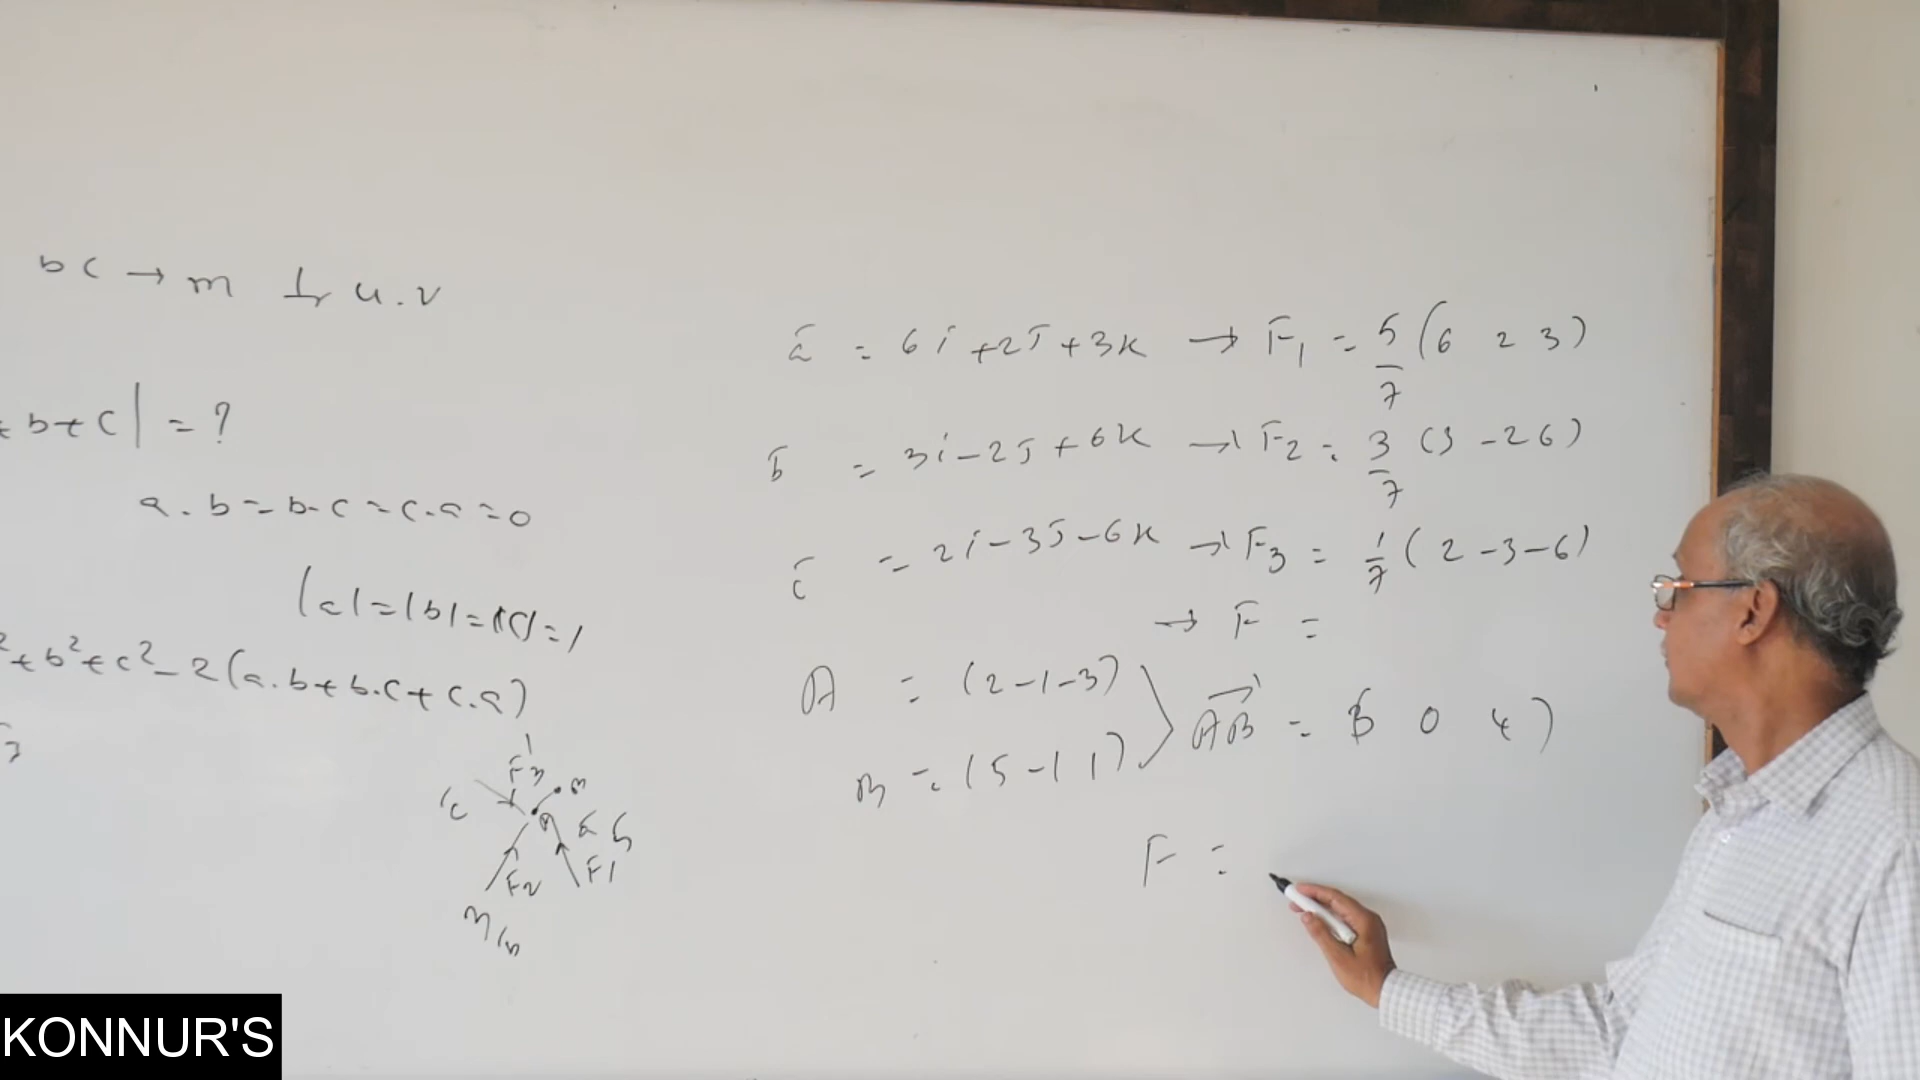 bc → m ⊥r u.v
+ b + c| = ?
a . b = b . c = c . a = 0
|a| = |b| = |c| = 1
² + b² + c² - 2(a.b + b.c + c.a)
F3
B
A
a 5
F1
F2
ā = 6i + 2J + 3K → F1 = 5/7 (6 2 3)
b̄ = 3i - 2J + 6K → F2 = 3/7 (3 - 2 6)
c̄ = 2i - 3J - 6K → F3 = 1/7 (2 - 3 - 6)
→ F =
A = (2 - 1 - 3)
AB = 3 0 4)
B = (5 - 1 1)
F =
KONNUR'S